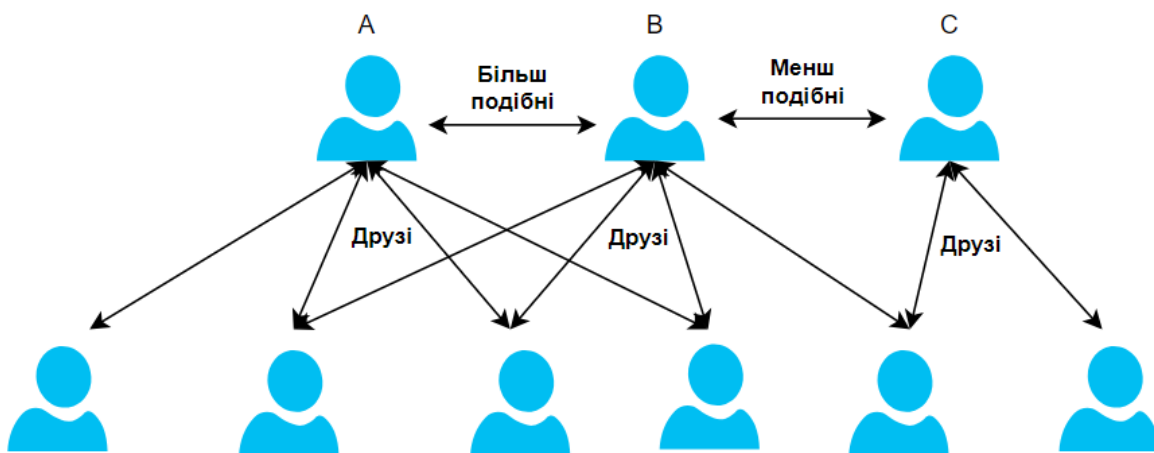 A
B
C
Більш
подібні
Менш
подібні
Друзі
Друзі
Друзі